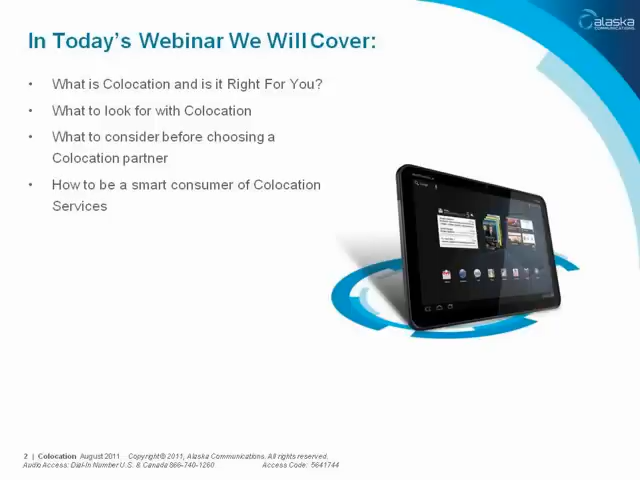 alaska
COMMUNICATIONS
In Today's Webinar We Will Cover:
• What is Colocation and is it Right For You?
• What to look for with Colocation
• What to consider before choosing a
Colocation partner
• How to be a smart consumer of Colocation
Services
2 | Colocation August 2011 Copyright © 2011, Alaska Communications. All rights reserved.
Audio Access: Dial-In Number U.S. & Canada 866-740-1260 Access Code: 5641744